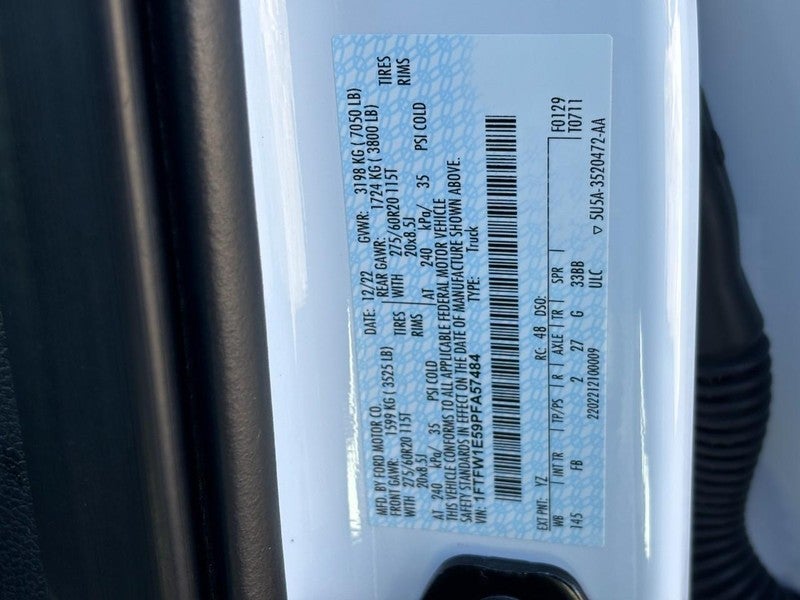 MFD. BY FORD MOTOR CO. DATE: 12/22 GVWR: 3198 KG ( 7050 LB)
FRONT GAWR: 1599 KG ( 3525 LB) REAR GAWR: 1724 KG ( 3800 LB)
WITH 275/60R20 115T TIRES WITH 275/60R20 115T TIRES
20x8.5J RIMS 20x8.5J RIMS
AT 240 kPa/ 35 PSI COLD AT 240 kPa/ 35 PSI COLD
THIS VEHICLE CONFORMS TO ALL APPLICABLE FEDERAL MOTOR VEHICLE
SAFETY STANDARDS IN EFFECT ON THE DATE OF MANUFACTURE SHOWN ABOVE.
VIN: 1FTFW1E59PFA57484 TYPE: Truck
EXT PNT: YZ RC: 48 DSO: F0129
WB INT TR TP/PS R AXLE TR SPR T0711
145 FB 2 27 G 33BB
2202212100009 ULC ▽ 5U5A-3520472-AA